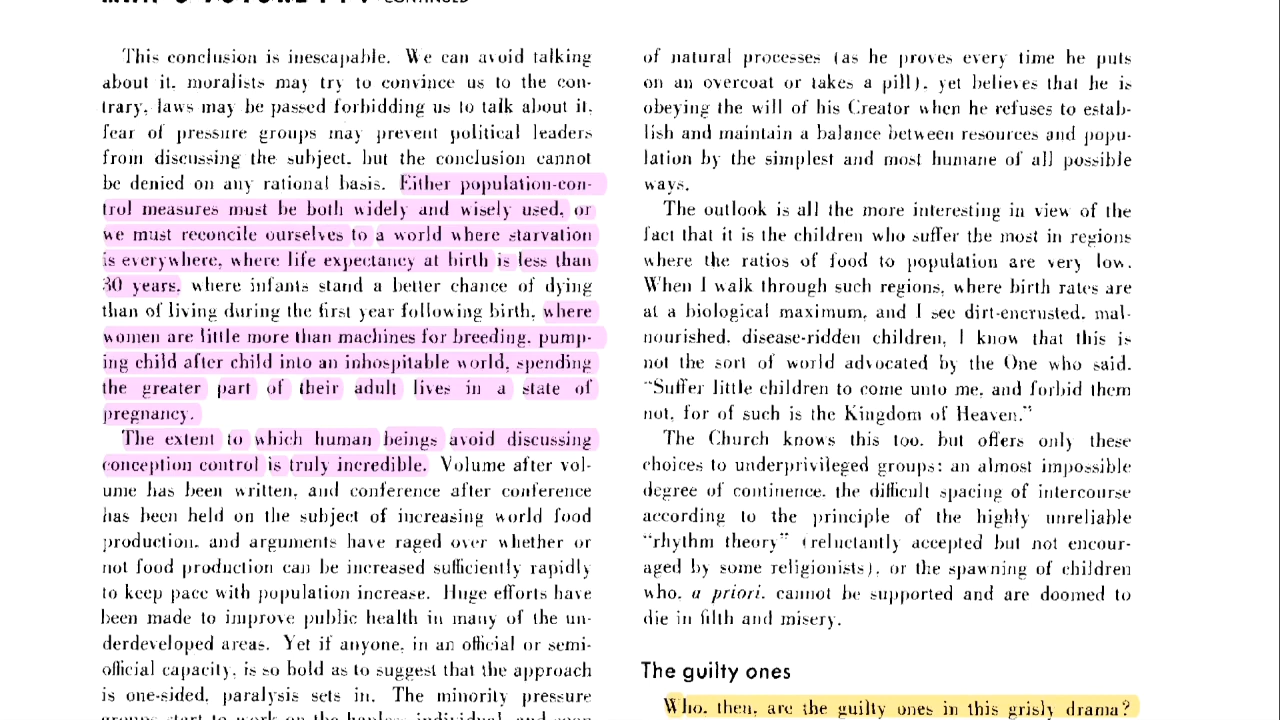 CONTINUED
This conclusion is inescapable. We can avoid talking
about it, moralists may try to convince us to the con-
trary, laws may be passed forbidding us to talk about it,
fear of pressure groups may prevent political leaders
from discussing the subject, but the conclusion cannot
be denied on any rational basis. Either population-con-
trol measures must be both widely and wisely used, or
we must reconcile ourselves to a world where starvation
is everywhere, where life expectancy at birth is less than
30 years, where infants stand a better chance of dying
than of living during the first year following birth, where
women are little more than machines for breeding, pump-
ing child after child into an inhospitable world, spending
the greater part of their adult lives in a state of
pregnancy.
The extent to which human beings avoid discussing
conception control is truly incredible. Volume after vol-
ume has been written, and conference after conference
has been held on the subject of increasing world food
production, and arguments have raged over whether or
not food production can be increased sufficiently rapidly
to keep pace with population increase. Huge efforts have
been made to improve public health in many of the un-
derdeveloped areas. Yet if anyone, in an official or semi-
official capacity, is so bold as to suggest that the approach
is one-sided, paralysis sets in. The minority pressure
of natural processes (as he proves every time he puts
on an overcoat or takes a pill), yet believes that he is
obeying the will of his Creator when he refuses to estab-
lish and maintain a balance between resources and popu-
lation by the simplest and most humane of all possible
ways.
The outlook is all the more interesting in view of the
fact that it is the children who suffer the most in regions
where the ratios of food to population are very low.
When I walk through such regions, where birth rates are
at a biological maximum, and I see dirt-encrusted, mal-
nourished, disease-ridden children, I know that this is
not the sort of world advocated by the One who said,
"Suffer little children to come unto me, and forbid them
not, for of such is the Kingdom of Heaven."
The Church knows this too, but offers only these
choices to underprivileged groups: an almost impossible
degree of continence, the difficult spacing of intercourse
according to the principle of the highly unreliable
"rhythm theory" (reluctantly accepted but not encour-
aged by some religionists), or the spawning of children
who, a priori, cannot be supported and are doomed to
die in filth and misery.
The guilty ones
Who, then, are the guilty ones in this grisly drama?